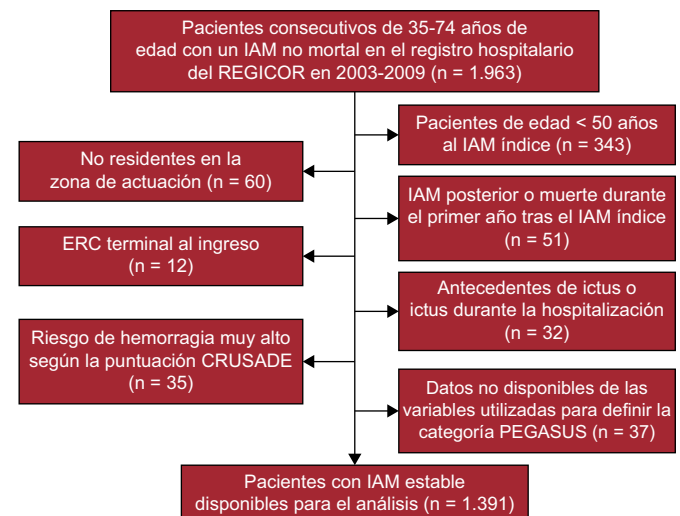 Pacientes consecutivos de 35-74 años de
edad con un IAM no mortal en el registro hospitalario
del REGICOR en 2003-2009 (n = 1.963)
Pacientes de edad < 50 años
al IAM índice (n = 343)
No residentes en la
zona de actuación (n = 60)
IAM posterior o muerte durante
el primer año tras el IAM índice
(n = 51)
ERC terminal al ingreso
(n = 12)
Antecedentes de ictus o
ictus durante la hospitalización
(n = 32)
Riesgo de hemorragia muy alto
según la puntuación CRUSADE
(n = 35)
Datos no disponibles de las
variables utilizadas para definir la
categoría PEGASUS (n = 37)
Pacientes con IAM estable
disponibles para el análisis (n = 1.391)